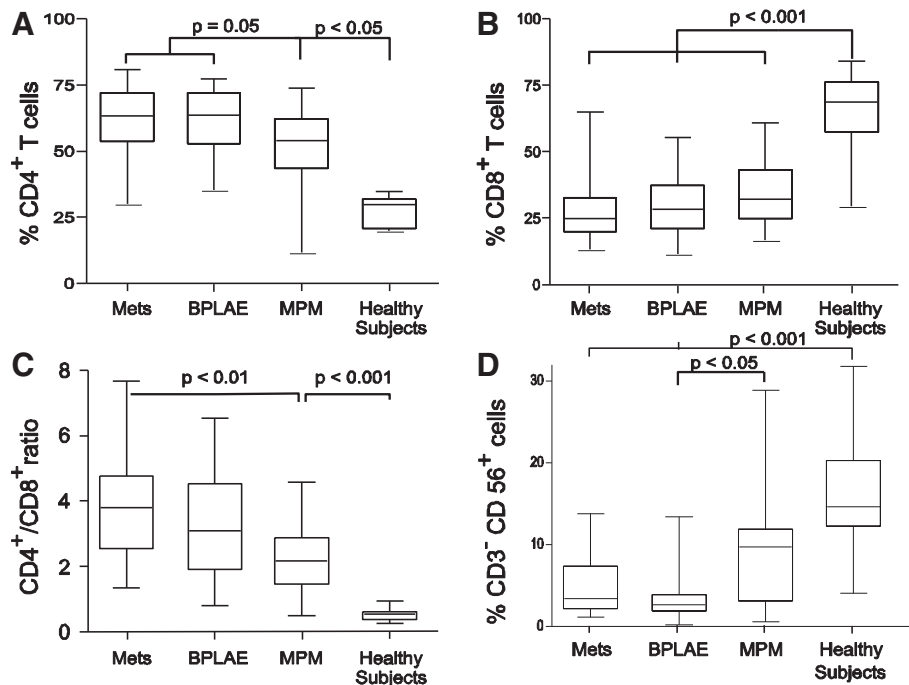 A
p = 0.05
p < 0.05
100
75
50
25
0
% CD4+ T cells
Mets
BPLAE
MPM
Healthy
Subjects
B
p < 0.001
100
75
50
25
0
% CD8+ T cells
Mets
BPLAE
MPM
Healthy
Subjects
C
p < 0.01
p < 0.001
8
6
4
2
0
CD4+/CD8+ ratio
Mets
BPLAE
MPM
Healthy
Subjects
D
p < 0.001
p < 0.05
30
20
10
0
% CD3- CD 56+ cells
Mets
BPLAE
MPM
Healthy
Subjects